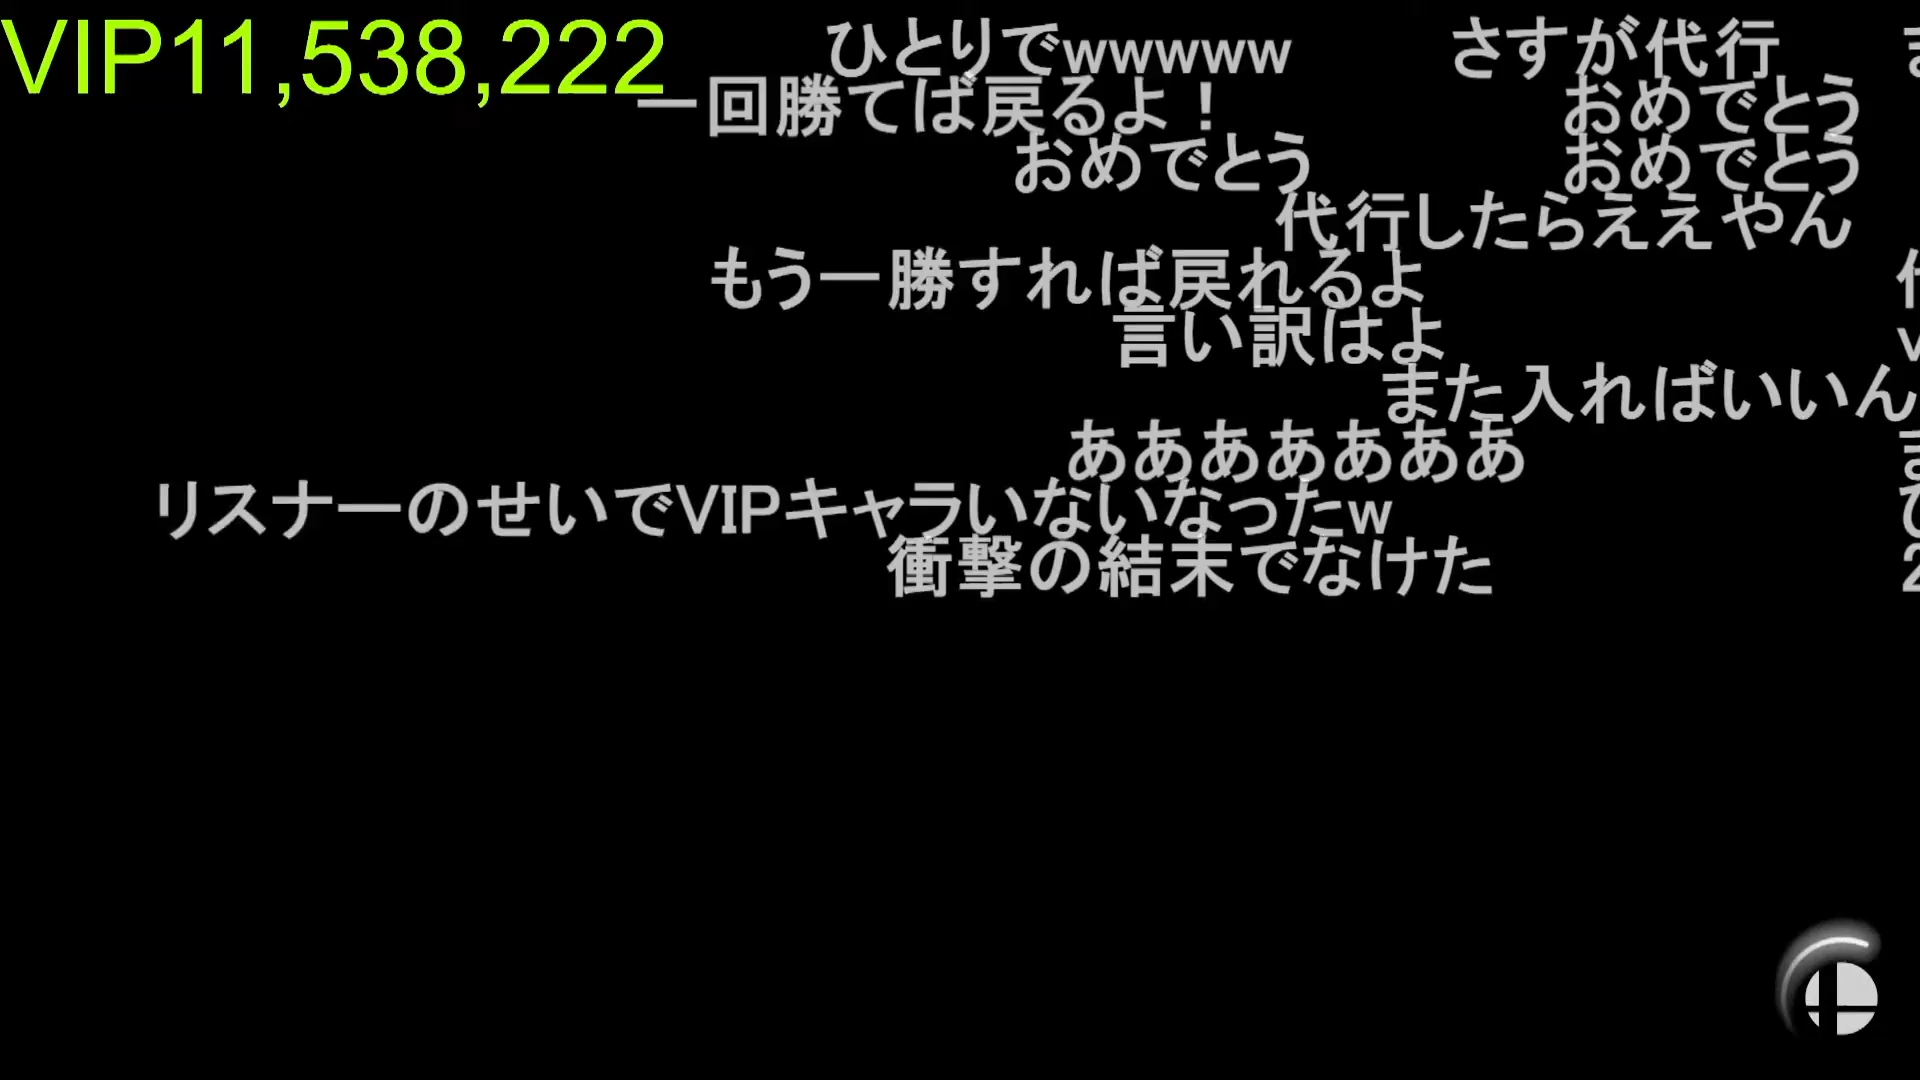 VIP11,538,222
ひとりでwwwww
さすが代行
一回勝てば戻るよ！
おめでとう
おめでとう
おめでとう
代行したらええやん
もう一勝すれば戻れるよ
言い訳はよ
また入ればいいん
あああああああ
リスナーのせいでVIPキャラいないなったw
衝撃の結末でなけた